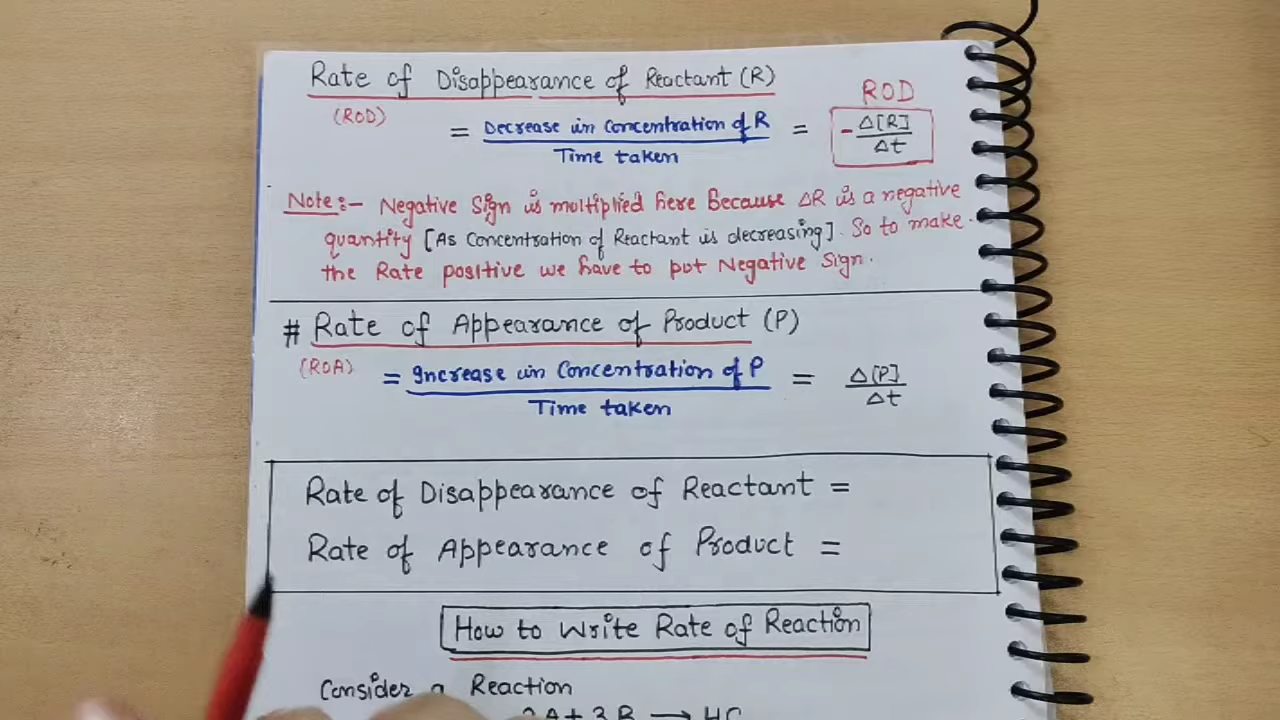 Rate of Disappearance of Reactant (R)
(ROD)
ROD
= Decrease in Concentration of R / Time taken = - Δ[R] / Δt
Note:- Negative Sign is multiplied here because ΔR is a negative
quantity [As Concentration of Reactant is decreasing]. So to make
the Rate positive we have to put Negative Sign.
# Rate of Appearance of Product (P)
(ROA)
= Increase in Concentration of P / Time taken = Δ[P] / Δt
Rate of Disappearance of Reactant =
Rate of Appearance of Product =
How to Write Rate of Reaction
Consider a Reaction
2A + 3B → 4C